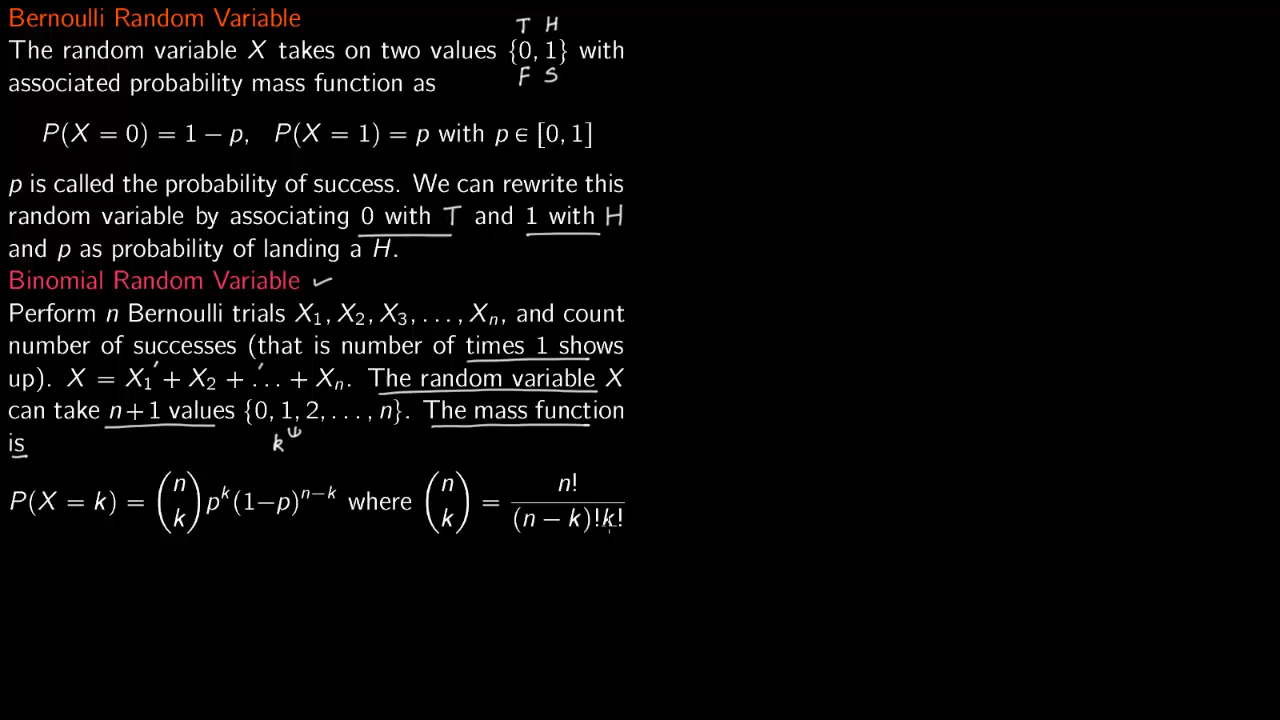 Bernoulli Random Variable
T H
The random variable X takes on two values {0, 1} with
F S
associated probability mass function as
P(X = 0) = 1 − p, P(X = 1) = p with p ∈ [0, 1]
p is called the probability of success. We can rewrite this
random variable by associating 0 with T and 1 with H
and p as probability of landing a H.
Binomial Random Variable ✓
Perform n Bernoulli trials X₁, X₂, X₃, . . . , Xₙ, and count
number of successes (that is number of times 1 shows
up). X = X₁ + X₂ + . . . + Xₙ. The random variable X
can take n + 1 values {0, 1, 2, . . . , n}. The mass function
k
is
P(X = k) = (n k) pᵏ(1−p)ⁿ⁻ᵏ where (n k) = n! / (n − k)!k!